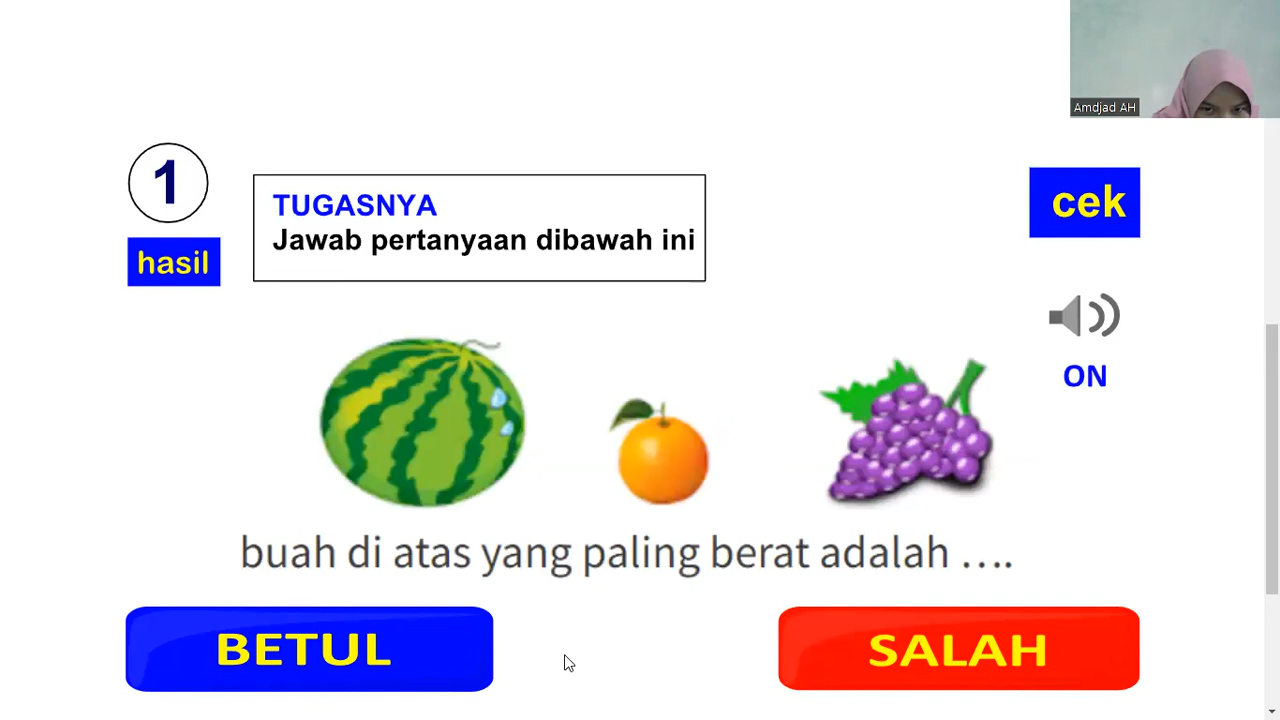 Amdjad AH
1
TUGASNYA
Jawab pertanyaan dibawah ini
cek
hasil
ON
buah di atas yang paling berat adalah ....
BETUL
SALAH